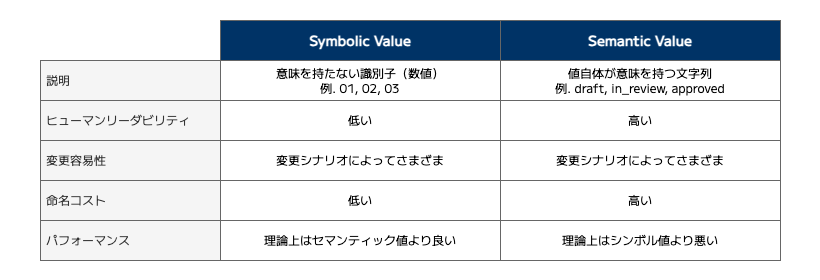 Symbolic Value
Semantic Value
説明
意味を持たない識別子（数値）
例. 01, 02, 03
値自体が意味を持つ文字列
例. draft, in_review, approved
ヒューマンリーダビリティ
低い
高い
変更容易性
変更シナリオによってさまざま
変更シナリオによってさまざま
命名コスト
低い
高い
パフォーマンス
理論上はセマンティック値より良い
理論上はシンボル値より悪い